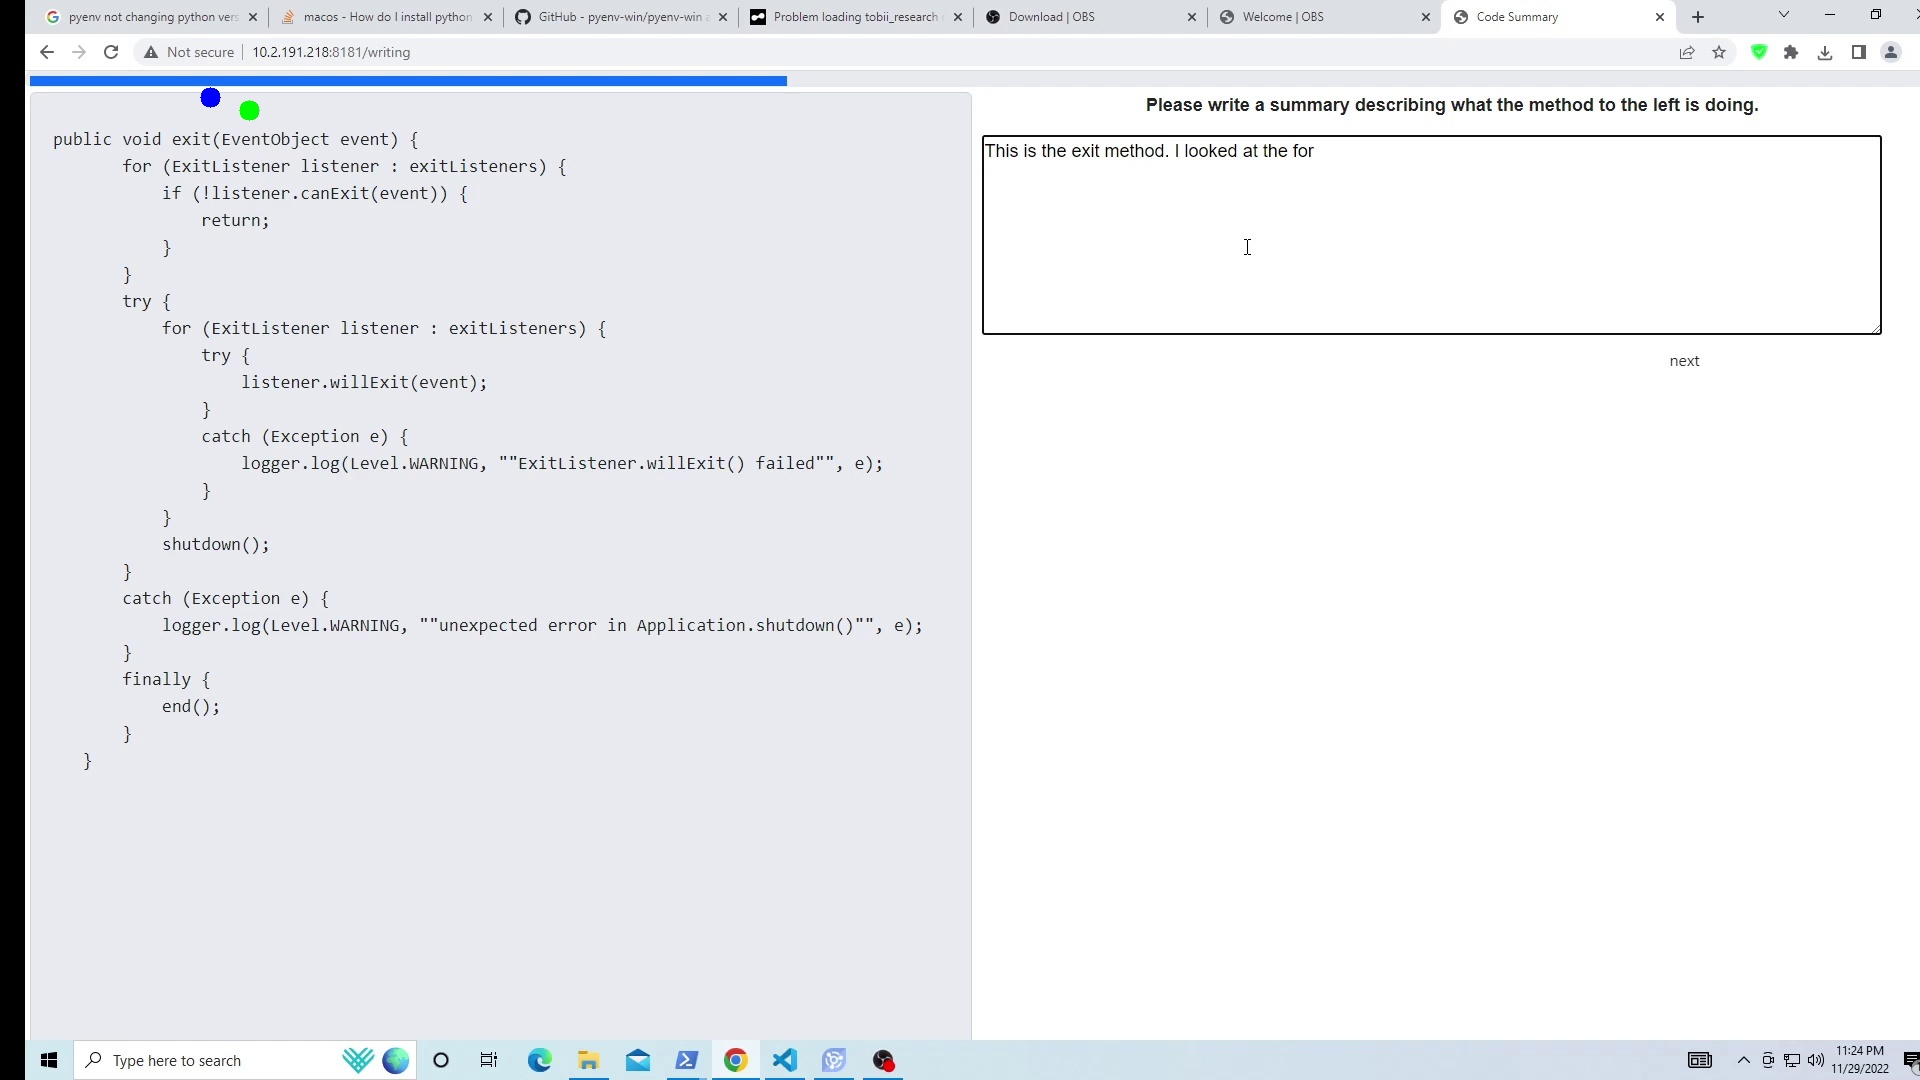 pyenv not changing python vers
macos - How do I install python
GitHub - pyenv-win/pyenv-win
Problem loading tobii_research
Download | OBS
Welcome | OBS
Code Summary
Not secure
10.2.191.218:8181/writing
public void exit(EventObject event) {
for (ExitListener listener : exitListeners) {
if (!listener.canExit(event)) {
return;
}
}
try {
for (ExitListener listener : exitListeners) {
try {
listener.willExit(event);
}
catch (Exception e) {
logger.log(Level.WARNING, ""ExitListener.willExit() failed"", e);
}
}
shutdown();
}
catch (Exception e) {
logger.log(Level.WARNING, ""unexpected error in Application.shutdown()"", e);
}
finally {
end();
}
}
Please write a summary describing what the method to the left is doing.
This is the exit method. I looked at the for
next
Type here to search
11:24 PM
11/29/2022